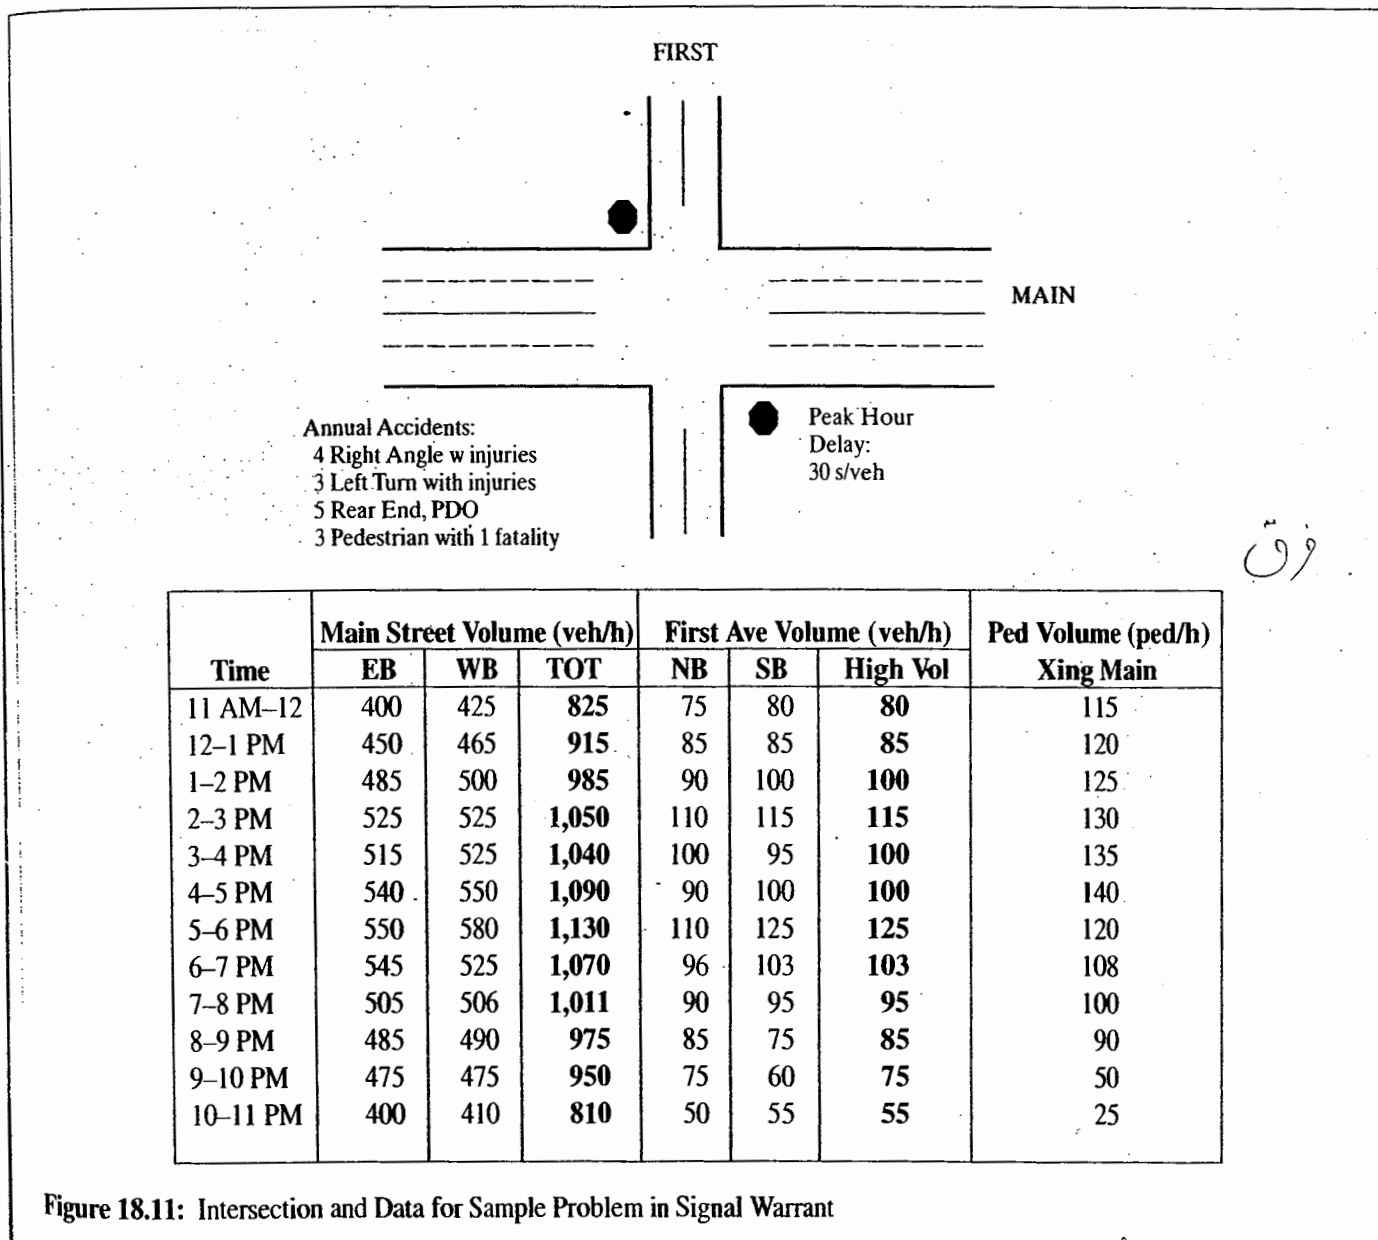 FIRST
MAIN
Annual Accidents:
4 Right Angle w injuries
3 Left Turn with injuries
5 Rear End, PDO
3 Pedestrian with 1 fatality
Peak Hour
Delay:
30 s/veh
فرق
Main Street Volume (veh/h) First Ave Volume (veh/h) Ped Volume (ped/h)
Time EB WB TOT NB SB High Vol Xing Main
11 AM–12 400 425 825 75 80 80 115
12–1 PM 450 465 915 85 85 85 120
1–2 PM 485 500 985 90 100 100 125
2–3 PM 525 525 1,050 110 115 115 130
3–4 PM 515 525 1,040 100 95 100 135
4–5 PM 540 550 1,090 90 100 100 140
5–6 PM 550 580 1,130 110 125 125 120
6–7 PM 545 525 1,070 96 103 103 108
7–8 PM 505 506 1,011 90 95 95 100
8–9 PM 485 490 975 85 75 85 90
9–10 PM 475 475 950 75 60 75 50
10–11 PM 400 410 810 50 55 55 25
Figure 18.11: Intersection and Data for Sample Problem in Signal Warrant